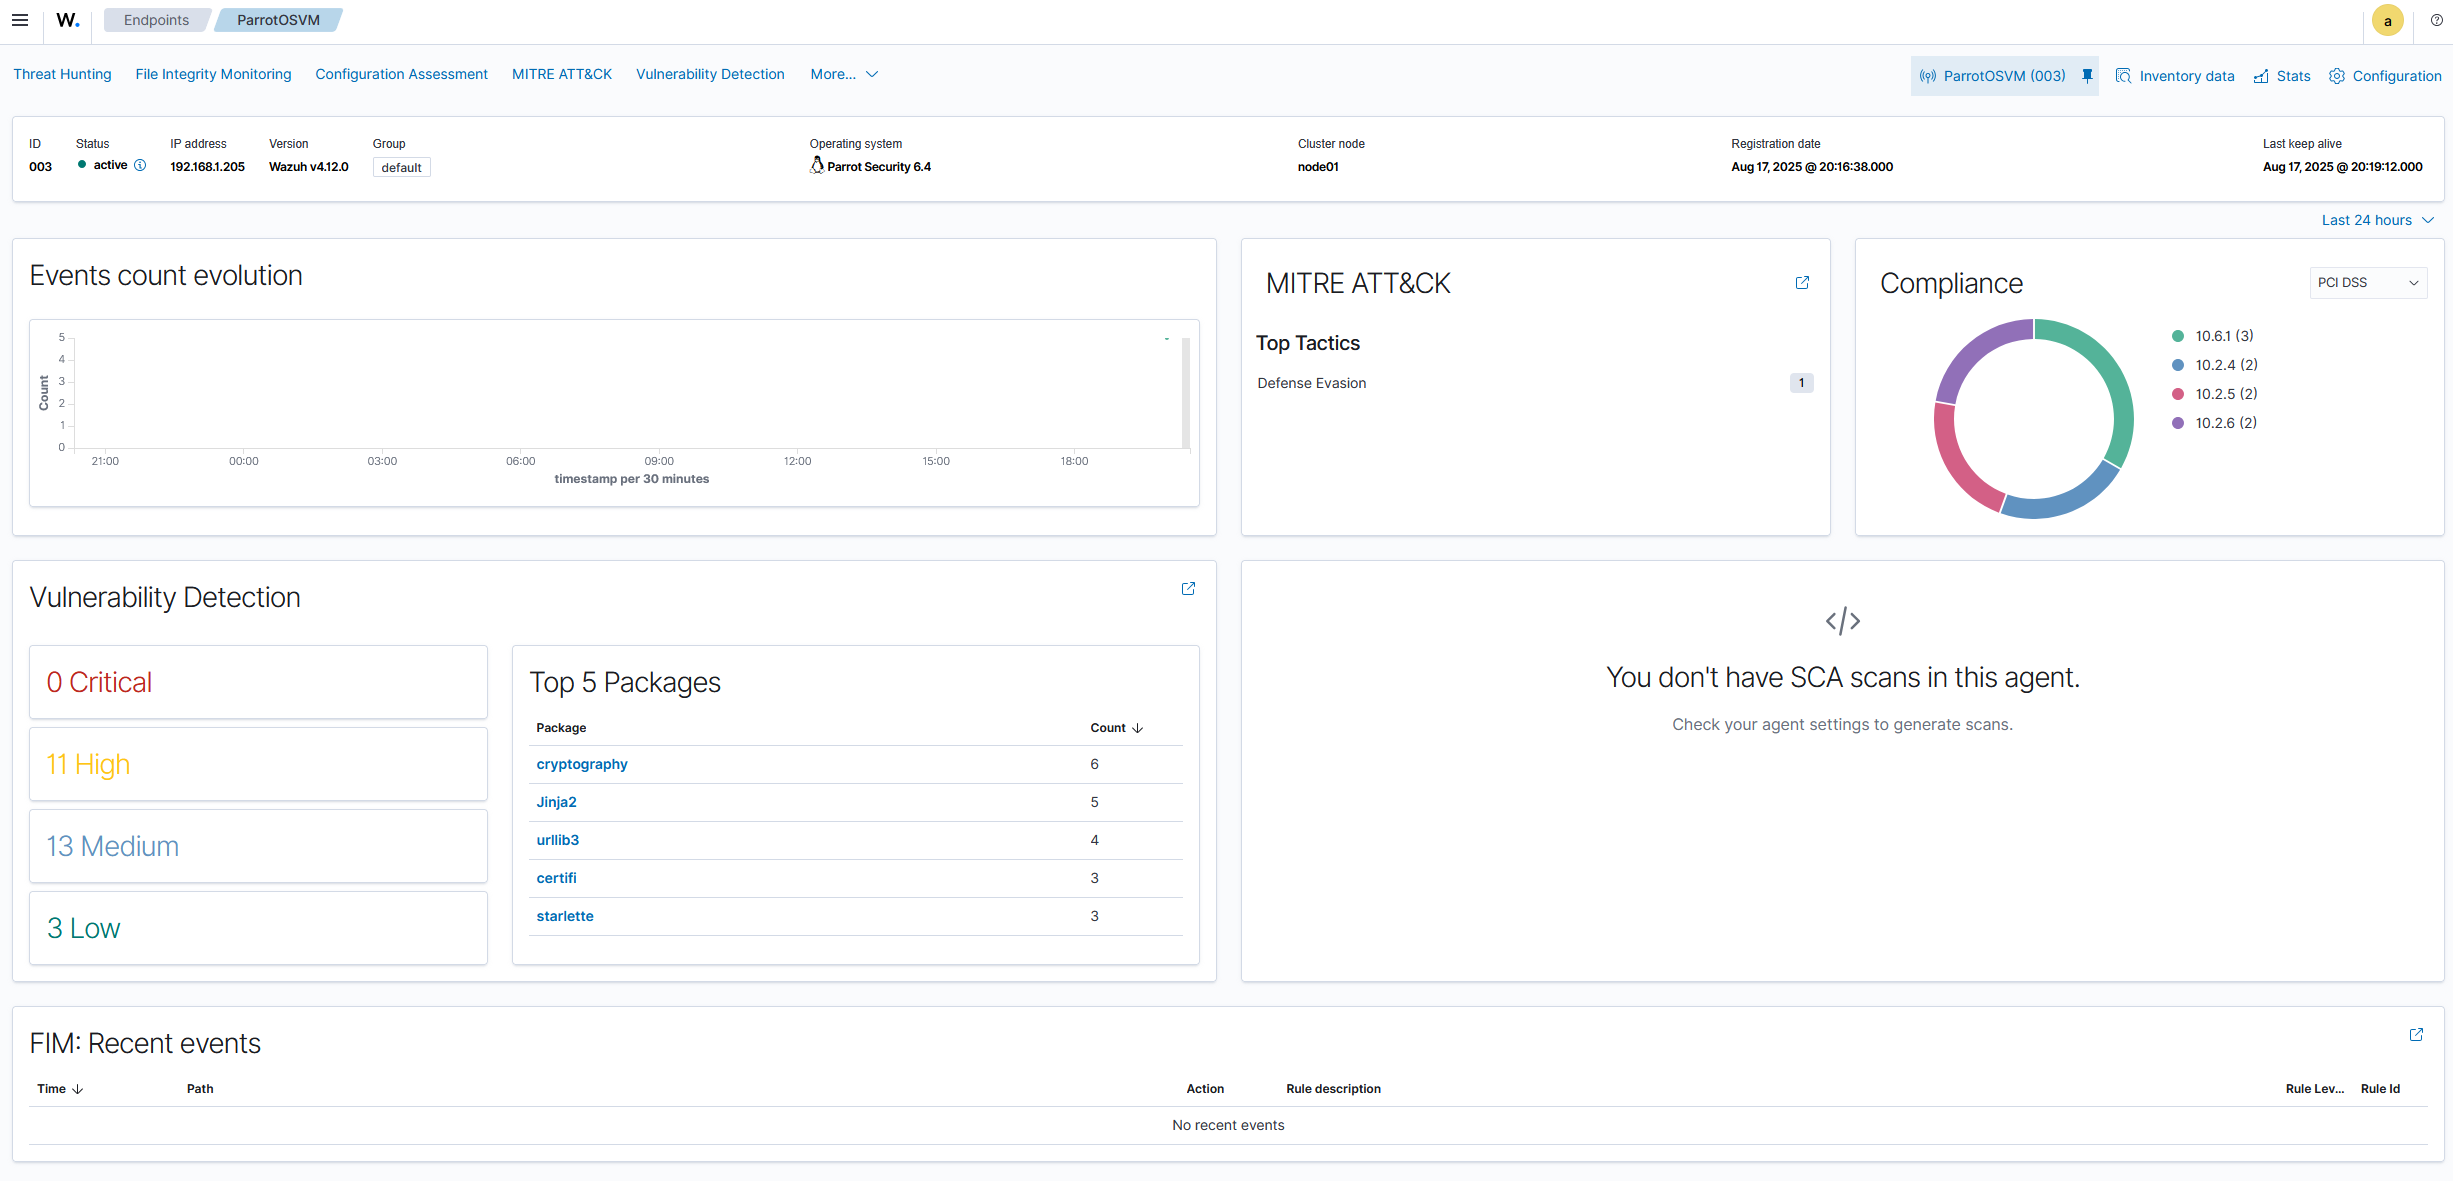 W. Endpoints ParrotOSVM a
Threat Hunting File Integrity Monitoring Configuration Assessment MITRE ATT&CK Vulnerability Detection More... ParrotOSVM (003) Inventory data Stats Configuration
ID Status IP address Version Group Operating system Cluster node Registration date Last keep alive
003 active 192.168.1.205 Wazuh v4.12.0 default Parrot Security 6.4 node01 Aug 17, 2025 @ 20:16:38.000 Aug 17, 2025 @ 20:19:12.000
Last 24 hours
Events count evolution
Count
5
4
3
2
1
0
21:00 00:00 03:00 06:00 09:00 12:00 15:00 18:00
timestamp per 30 minutes
MITRE ATT&CK
Top Tactics
Defense Evasion 1
Compliance PCI DSS
10.6.1 (3)
10.2.4 (2)
10.2.5 (2)
10.2.6 (2)
Vulnerability Detection
0 Critical
11 High
13 Medium
3 Low
Top 5 Packages
Package Count
cryptography 6
Jinja2 5
urllib3 4
certifi 3
starlette 3
</> 
You don't have SCA scans in this agent.
Check your agent settings to generate scans.
FIM: Recent events
Time Path Action Rule description Rule Lev... Rule Id
No recent events